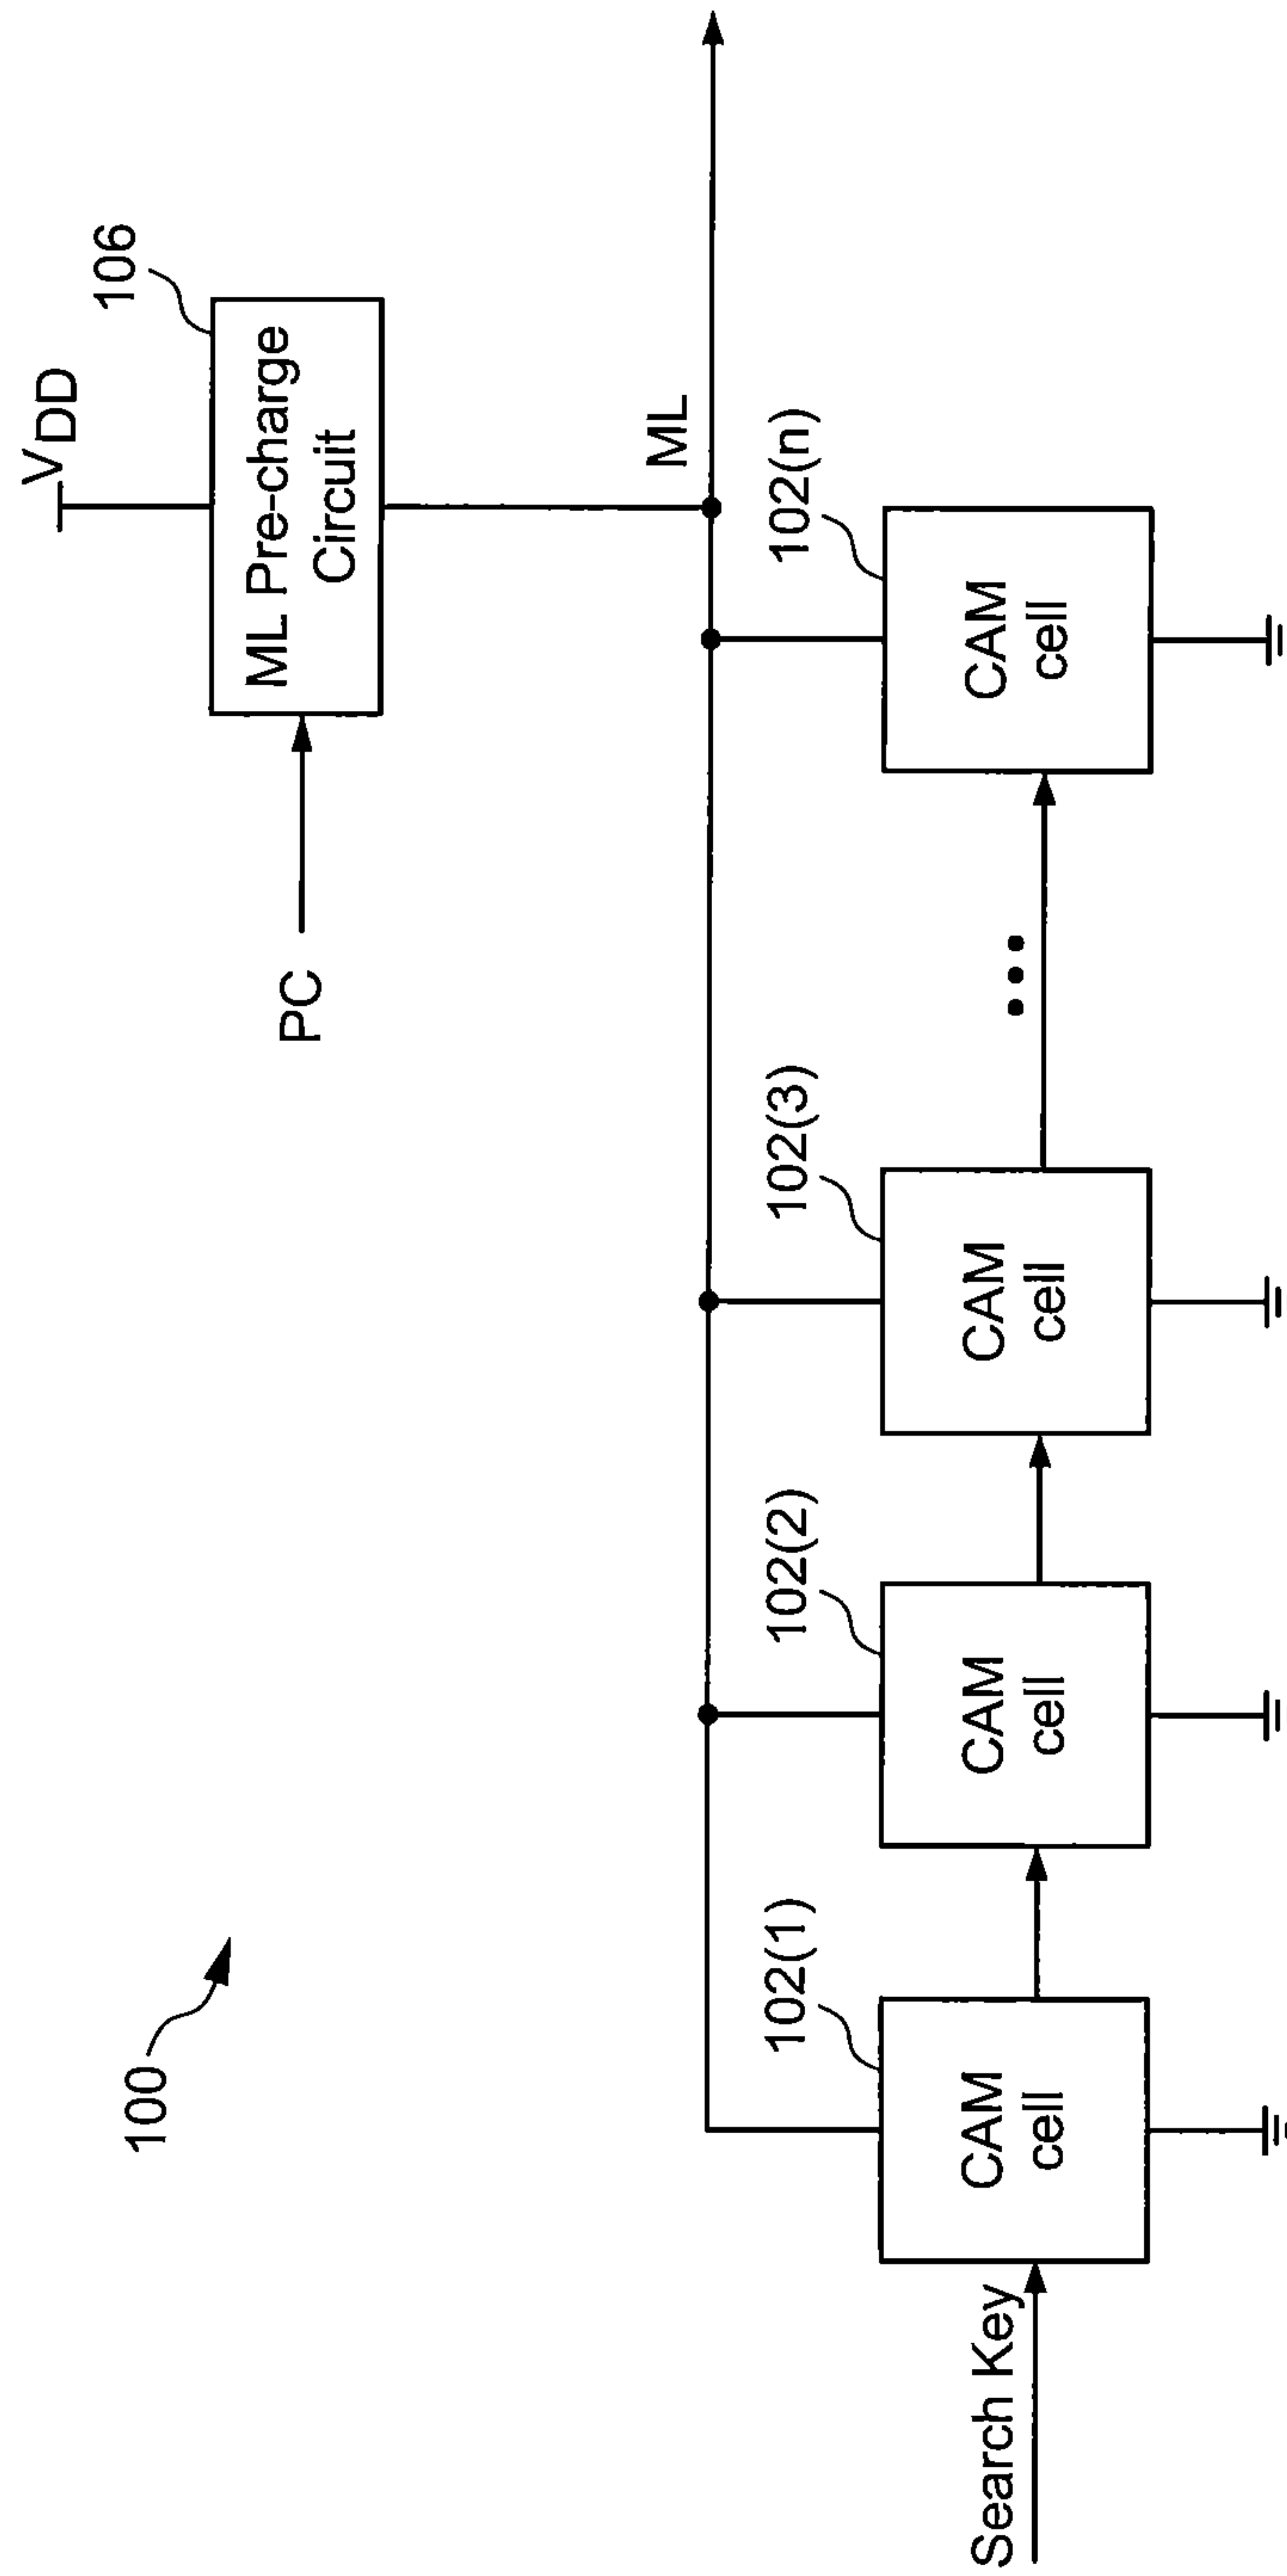 100
VDD
106
ML Pre-charge
Circuit
PC
ML
102(1)
102(2)
102(3)
102(n)
Search Key
CAM
cell
CAM
cell
CAM
cell
•••
CAM
cell